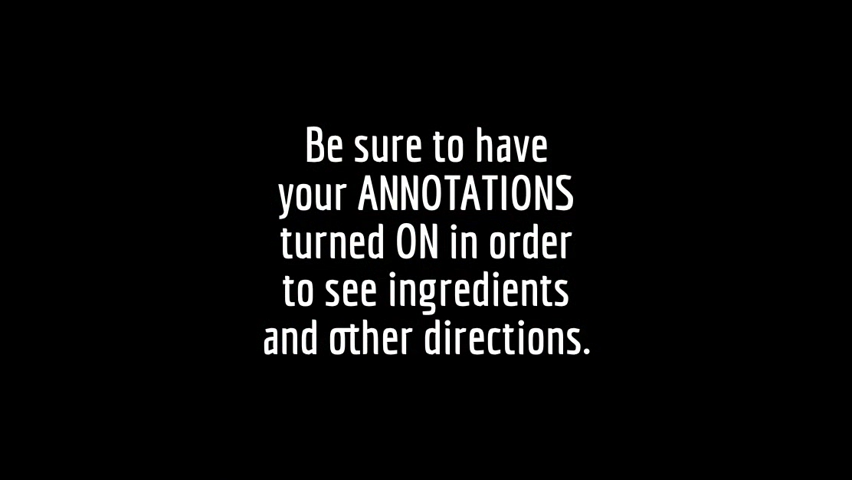 Be sure to have
your ANNOTATIONS
turned ON in order
to see ingredients
and other directions.